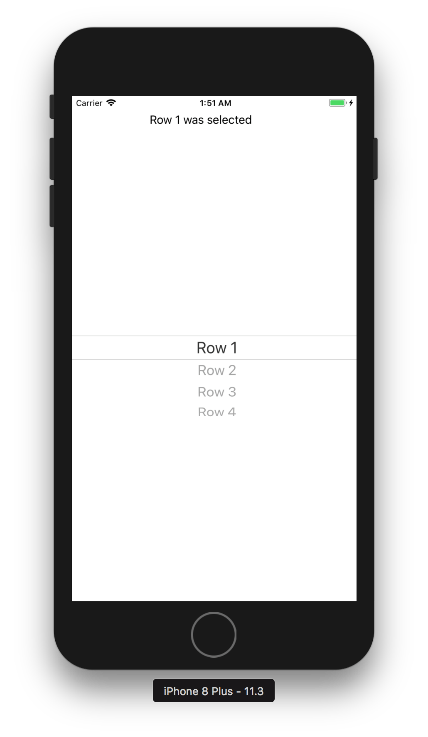 Carrier 1:51 AM
Row 1 was selected
Row 1
Row 2
Row 3
Row 4
iPhone 8 Plus - 11.3